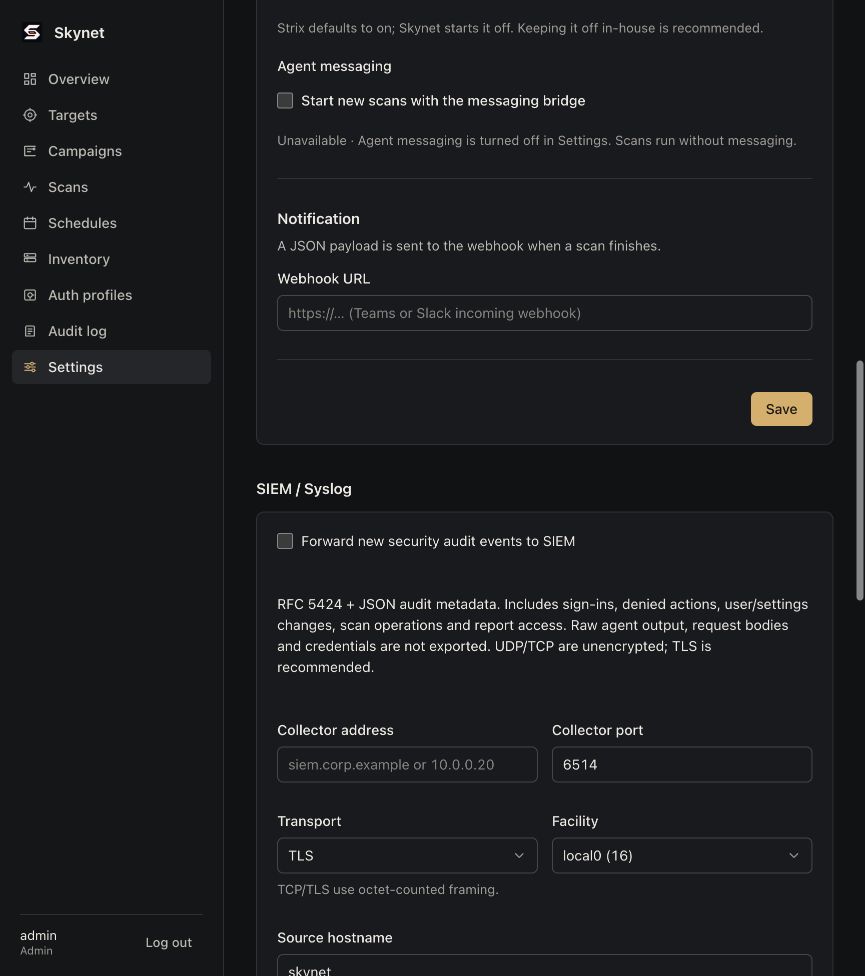 Skynet
Overview
Targets
Campaigns
Scans
Schedules
Inventory
Auth profiles
Audit log
Settings
admin
Admin
Log out
Strix defaults to on; Skynet starts it off. Keeping it off in-house is recommended.
Agent messaging
Start new scans with the messaging bridge
Unavailable · Agent messaging is turned off in Settings. Scans run without messaging.
Notification
A JSON payload is sent to the webhook when a scan finishes.
Webhook URL
https://... (Teams or Slack incoming webhook)
Save
SIEM / Syslog
Forward new security audit events to SIEM
RFC 5424 + JSON audit metadata. Includes sign-ins, denied actions, user/settings
changes, scan operations and report access. Raw agent output, request bodies
and credentials are not exported. UDP/TCP are unencrypted; TLS is
recommended.
Collector address
Collector port
siem.corp.example or 10.0.0.20
6514
Transport
Facility
TLS
local0 (16)
TCP/TLS use octet-counted framing.
Source hostname
skynet